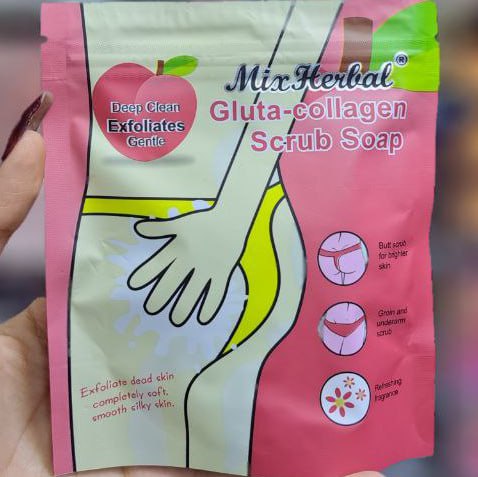 MixHerbal®
Gluta-collagen
Scrub Soap
Deep Clean
Exfoliates
Gentle
Butt scrub
for brighter
skin
Groin and
underarm
scrub
Refreshing
fragrance
Exfoliate dead skin
completely soft,
smooth silky skin.